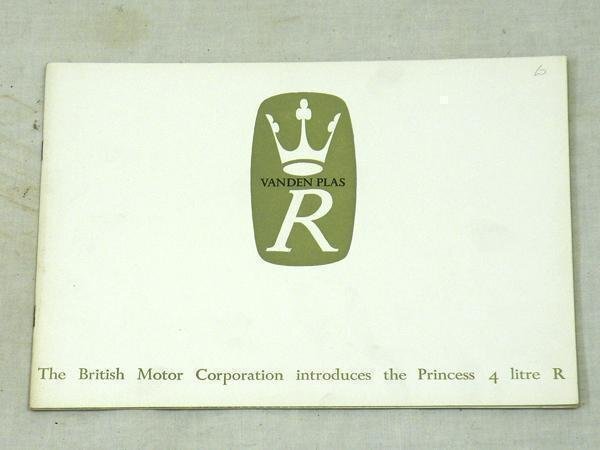 VANDEN PLAS
R
The British Motor Corporation introduces the Princess 4 litre R